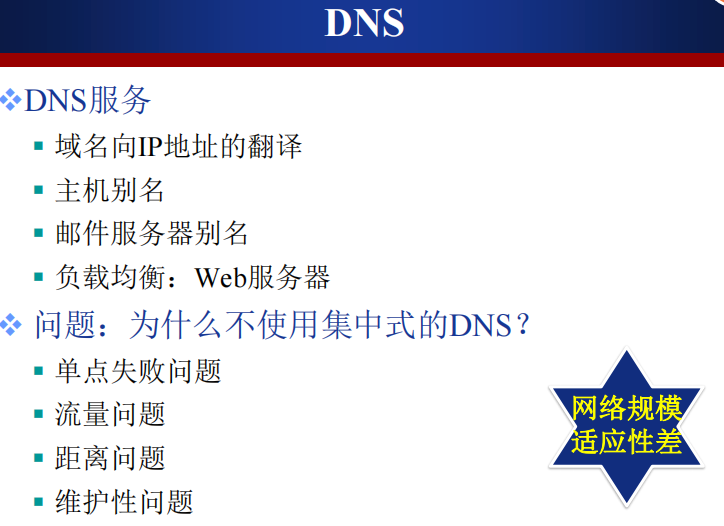 DNS
DNS服务
域名向IP地址的翻译
主机别名
邮件服务器别名
负载均衡：Web服务器
问题：为什么不使用集中式的DNS？
单点失败问题
流量问题
距离问题
维护性问题
网络规模
适应性差